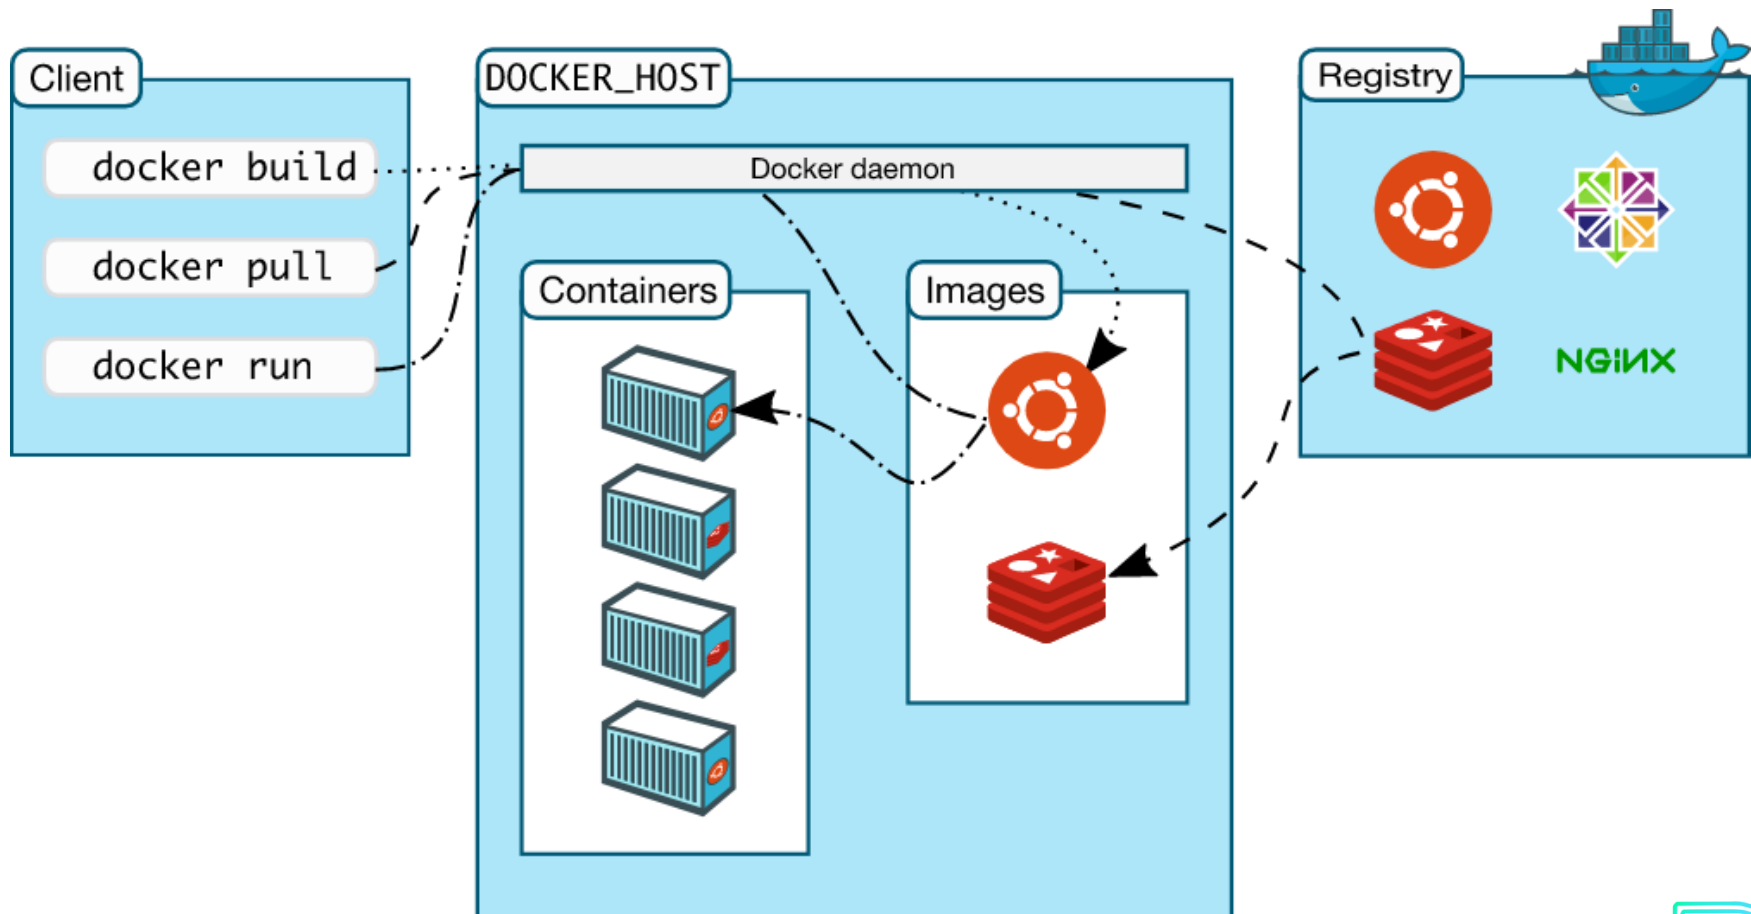 Client
docker build
docker pull
docker run
DOCKER_HOST
Docker daemon
Containers
Images
Registry
NGiNX